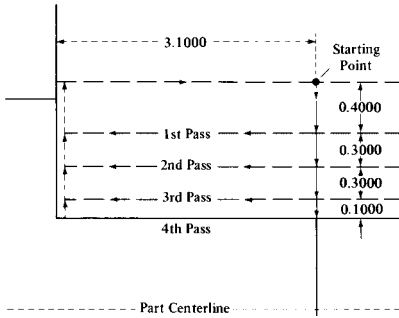 3.1000
Starting
Point
0.4000
1st Pass
0.3000
2nd Pass
0.3000
3rd Pass
0.1000
4th Pass
Part Centerline